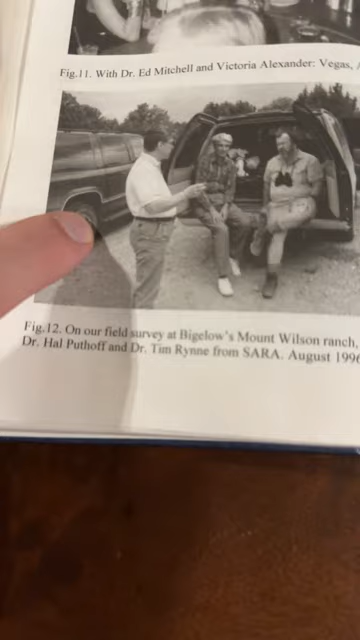 Fig.11. With Dr. Ed Mitchell and Victoria Alexander: Vegas,
Fig.12. On our field survey at Bigelow's Mount Wilson ranch,
Dr. Hal Puthoff and Dr. Tim Rynne from SARA. August 1996